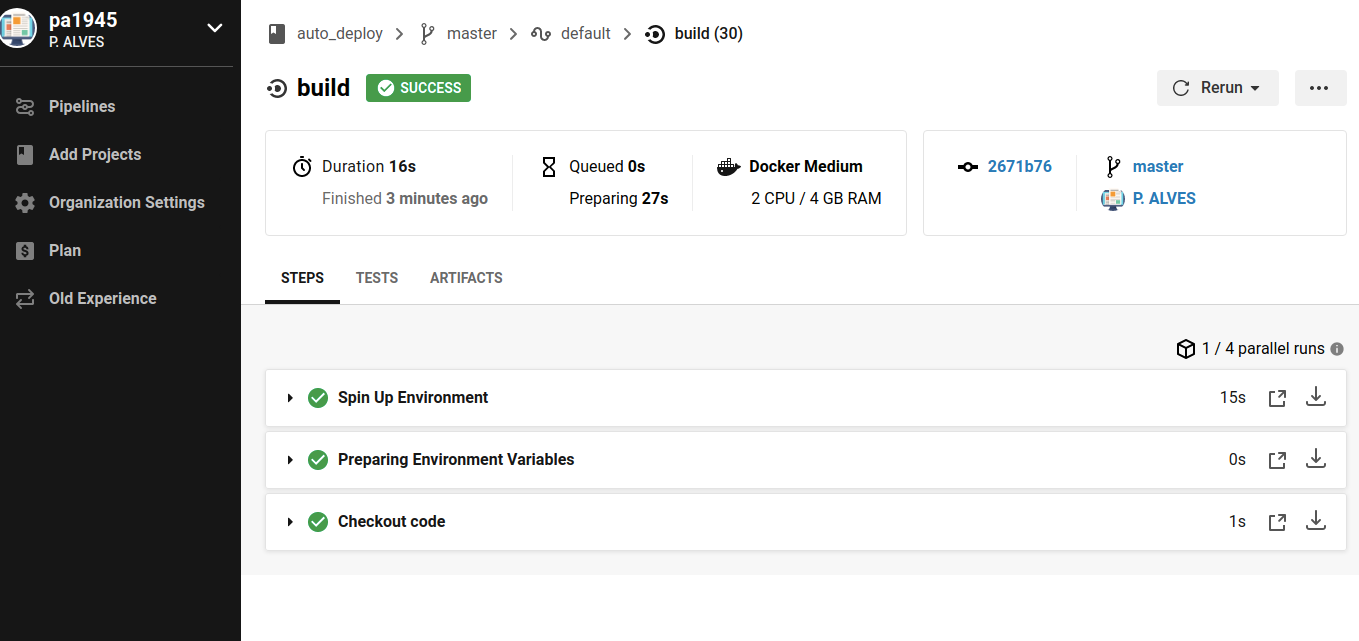 pa1945
P. ALVES
Pipelines
Add Projects
Organization Settings
Plan
Old Experience
auto_deploy > master > default > build (30)
build SUCCESS
Rerun
Duration 16s
Finished 3 minutes ago
Queued 0s
Preparing 27s
Docker Medium
2 CPU / 4 GB RAM
2671b76
master
P. ALVES
STEPS TESTS ARTIFACTS
1 / 4 parallel runs
Spin Up Environment 15s
Preparing Environment Variables 0s
Checkout code 1s